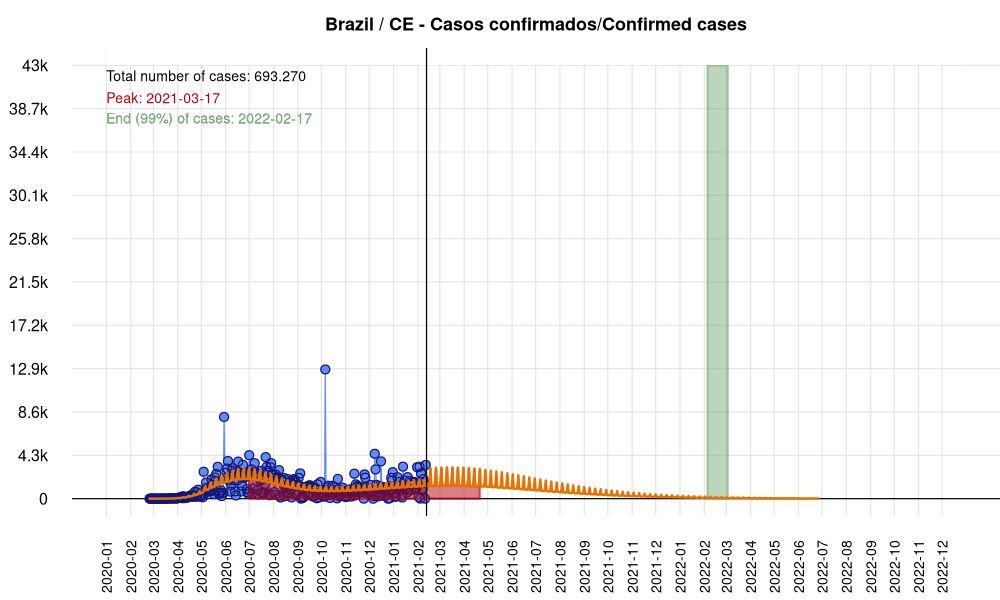 Brazil / CE - Casos confirmados/Confirmed cases
Total number of cases: 693.270
Peak: 2021-03-17
End (99%) of cases: 2022-02-17
43k
38.7k
34.4k
30.1k
25.8k
21.5k
17.2k
12.9k
8.6k
4.3k
0
2020-01
2020-02
2020-03
2020-04
2020-05
2020-06
2020-07
2020-08
2020-09
2020-10
2020-11
2020-12
2021-01
2021-02
2021-03
2021-04
2021-05
2021-06
2021-07
2021-08
2021-09
2021-10
2021-11
2021-12
2022-01
2022-02
2022-03
2022-04
2022-05
2022-06
2022-07
2022-08
2022-09
2022-10
2022-11
2022-12